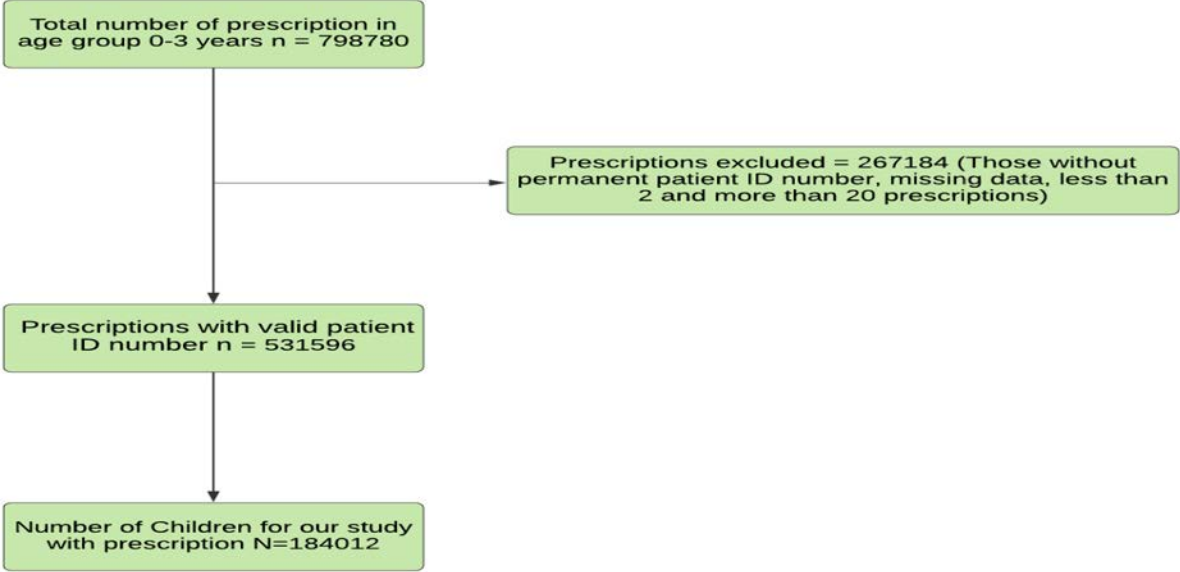 Total number of prescription in
age group 0-3 years n = 798780
Prescriptions excluded = 267184 (Those without
permanent patient ID number, missing data, less than
2 and more than 20 prescriptions)
Prescriptions with valid patient
ID number n = 531596
Number of Children for our study
with prescription N=184012